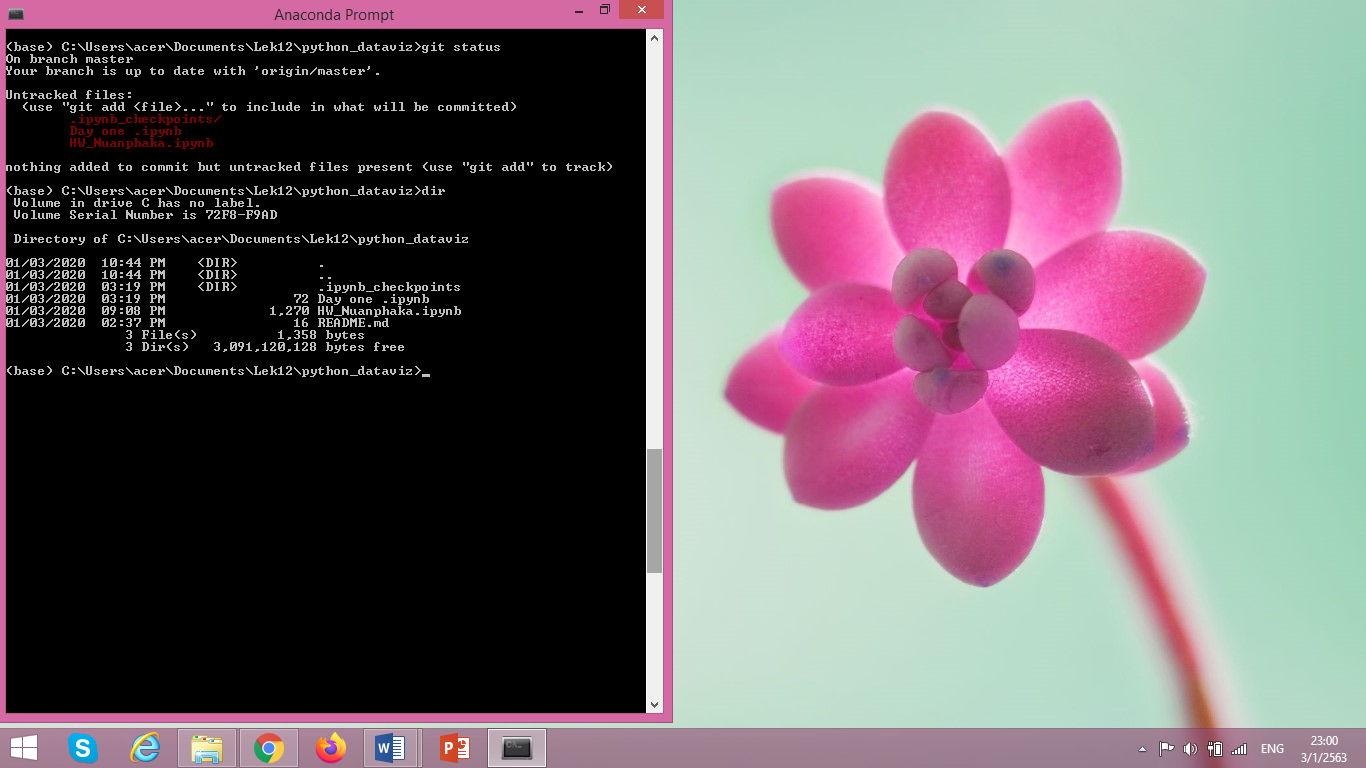 Anaconda Prompt
(base) C:\Users\acer\Documents\Lek12\python_dataviz>git status
On branch master
Your branch is up to date with 'origin/master'.
Untracked files:
(use "git add <file>..." to include in what will be committed)
.ipynb_checkpoints/
Day one .ipynb
HW_Nuanphaka.ipynb
nothing added to commit but untracked files present (use "git add" to track)
(base) C:\Users\acer\Documents\Lek12\python_dataviz>dir
Volume in drive C has no label.
Volume Serial Number is 72F8-F9AD
Directory of C:\Users\acer\Documents\Lek12\python_dataviz
01/03/2020  10:44 PM    <DIR>          .
01/03/2020  10:44 PM    <DIR>          ..
01/03/2020  03:19 PM    <DIR>          .ipynb_checkpoints
01/03/2020  03:19 PM                72 Day one .ipynb
01/03/2020  09:08 PM             1,270 HW_Nuanphaka.ipynb
01/03/2020  02:37 PM                16 README.md
3 File(s)          1,358 bytes
3 Dir(s)   3,091,120,128 bytes free
(base) C:\Users\acer\Documents\Lek12\python_dataviz>_
ENG
23:00
3/1/2563